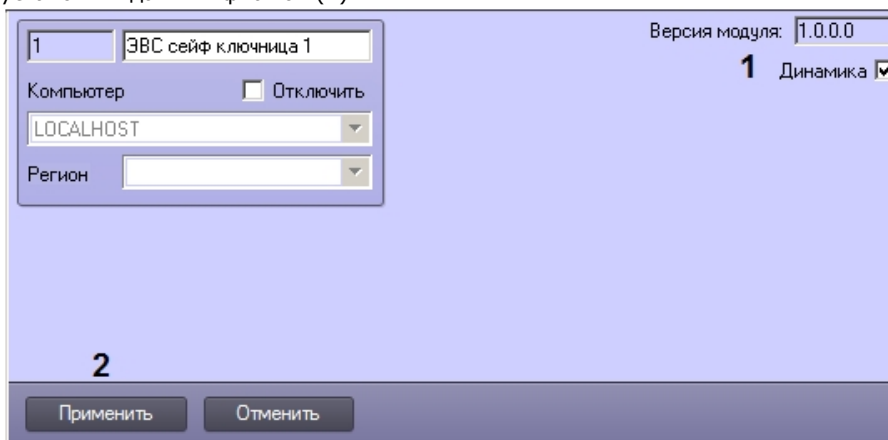 1 ЭВС сейф ключница 1
Версия модуля: 1.0.0.0
1 Динамика
Компьютер Отключить
LOCALHOST
Регион
2
Применить Отменить